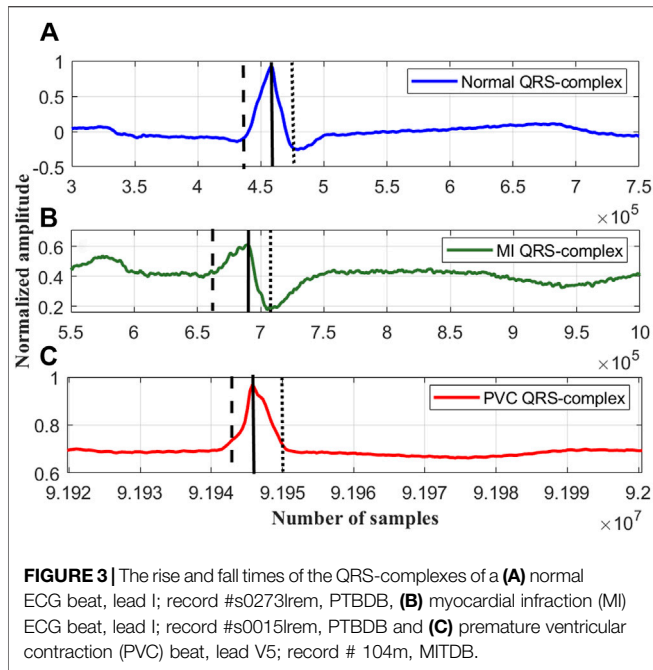 A
1
0.5
0
-0.5
Normal QRS-complex
3 3.5 4 4.5 5 5.5 6 6.5 7 7.5
×10⁵
Normalized amplitude
B
0.6
0.4
0.2
MI QRS-complex
5.5 6 6.5 7 7.5 8 8.5 9 9.5 10
×10⁵
C
1
0.8
0.6
PVC QRS-complex
9.192 9.193 9.194 9.195 9.196 9.197 9.198 9.199 9.2
Number of samples
×10⁷
FIGURE 3 | The rise and fall times of the QRS-complexes of a (A) normal
ECG beat, lead I; record #s0273lrem, PTBDB, (B) myocardial infraction (MI)
ECG beat, lead I; record #s0015lrem, PTBDB and (C) premature ventricular
contraction (PVC) beat, lead V5; record # 104m, MITDB.